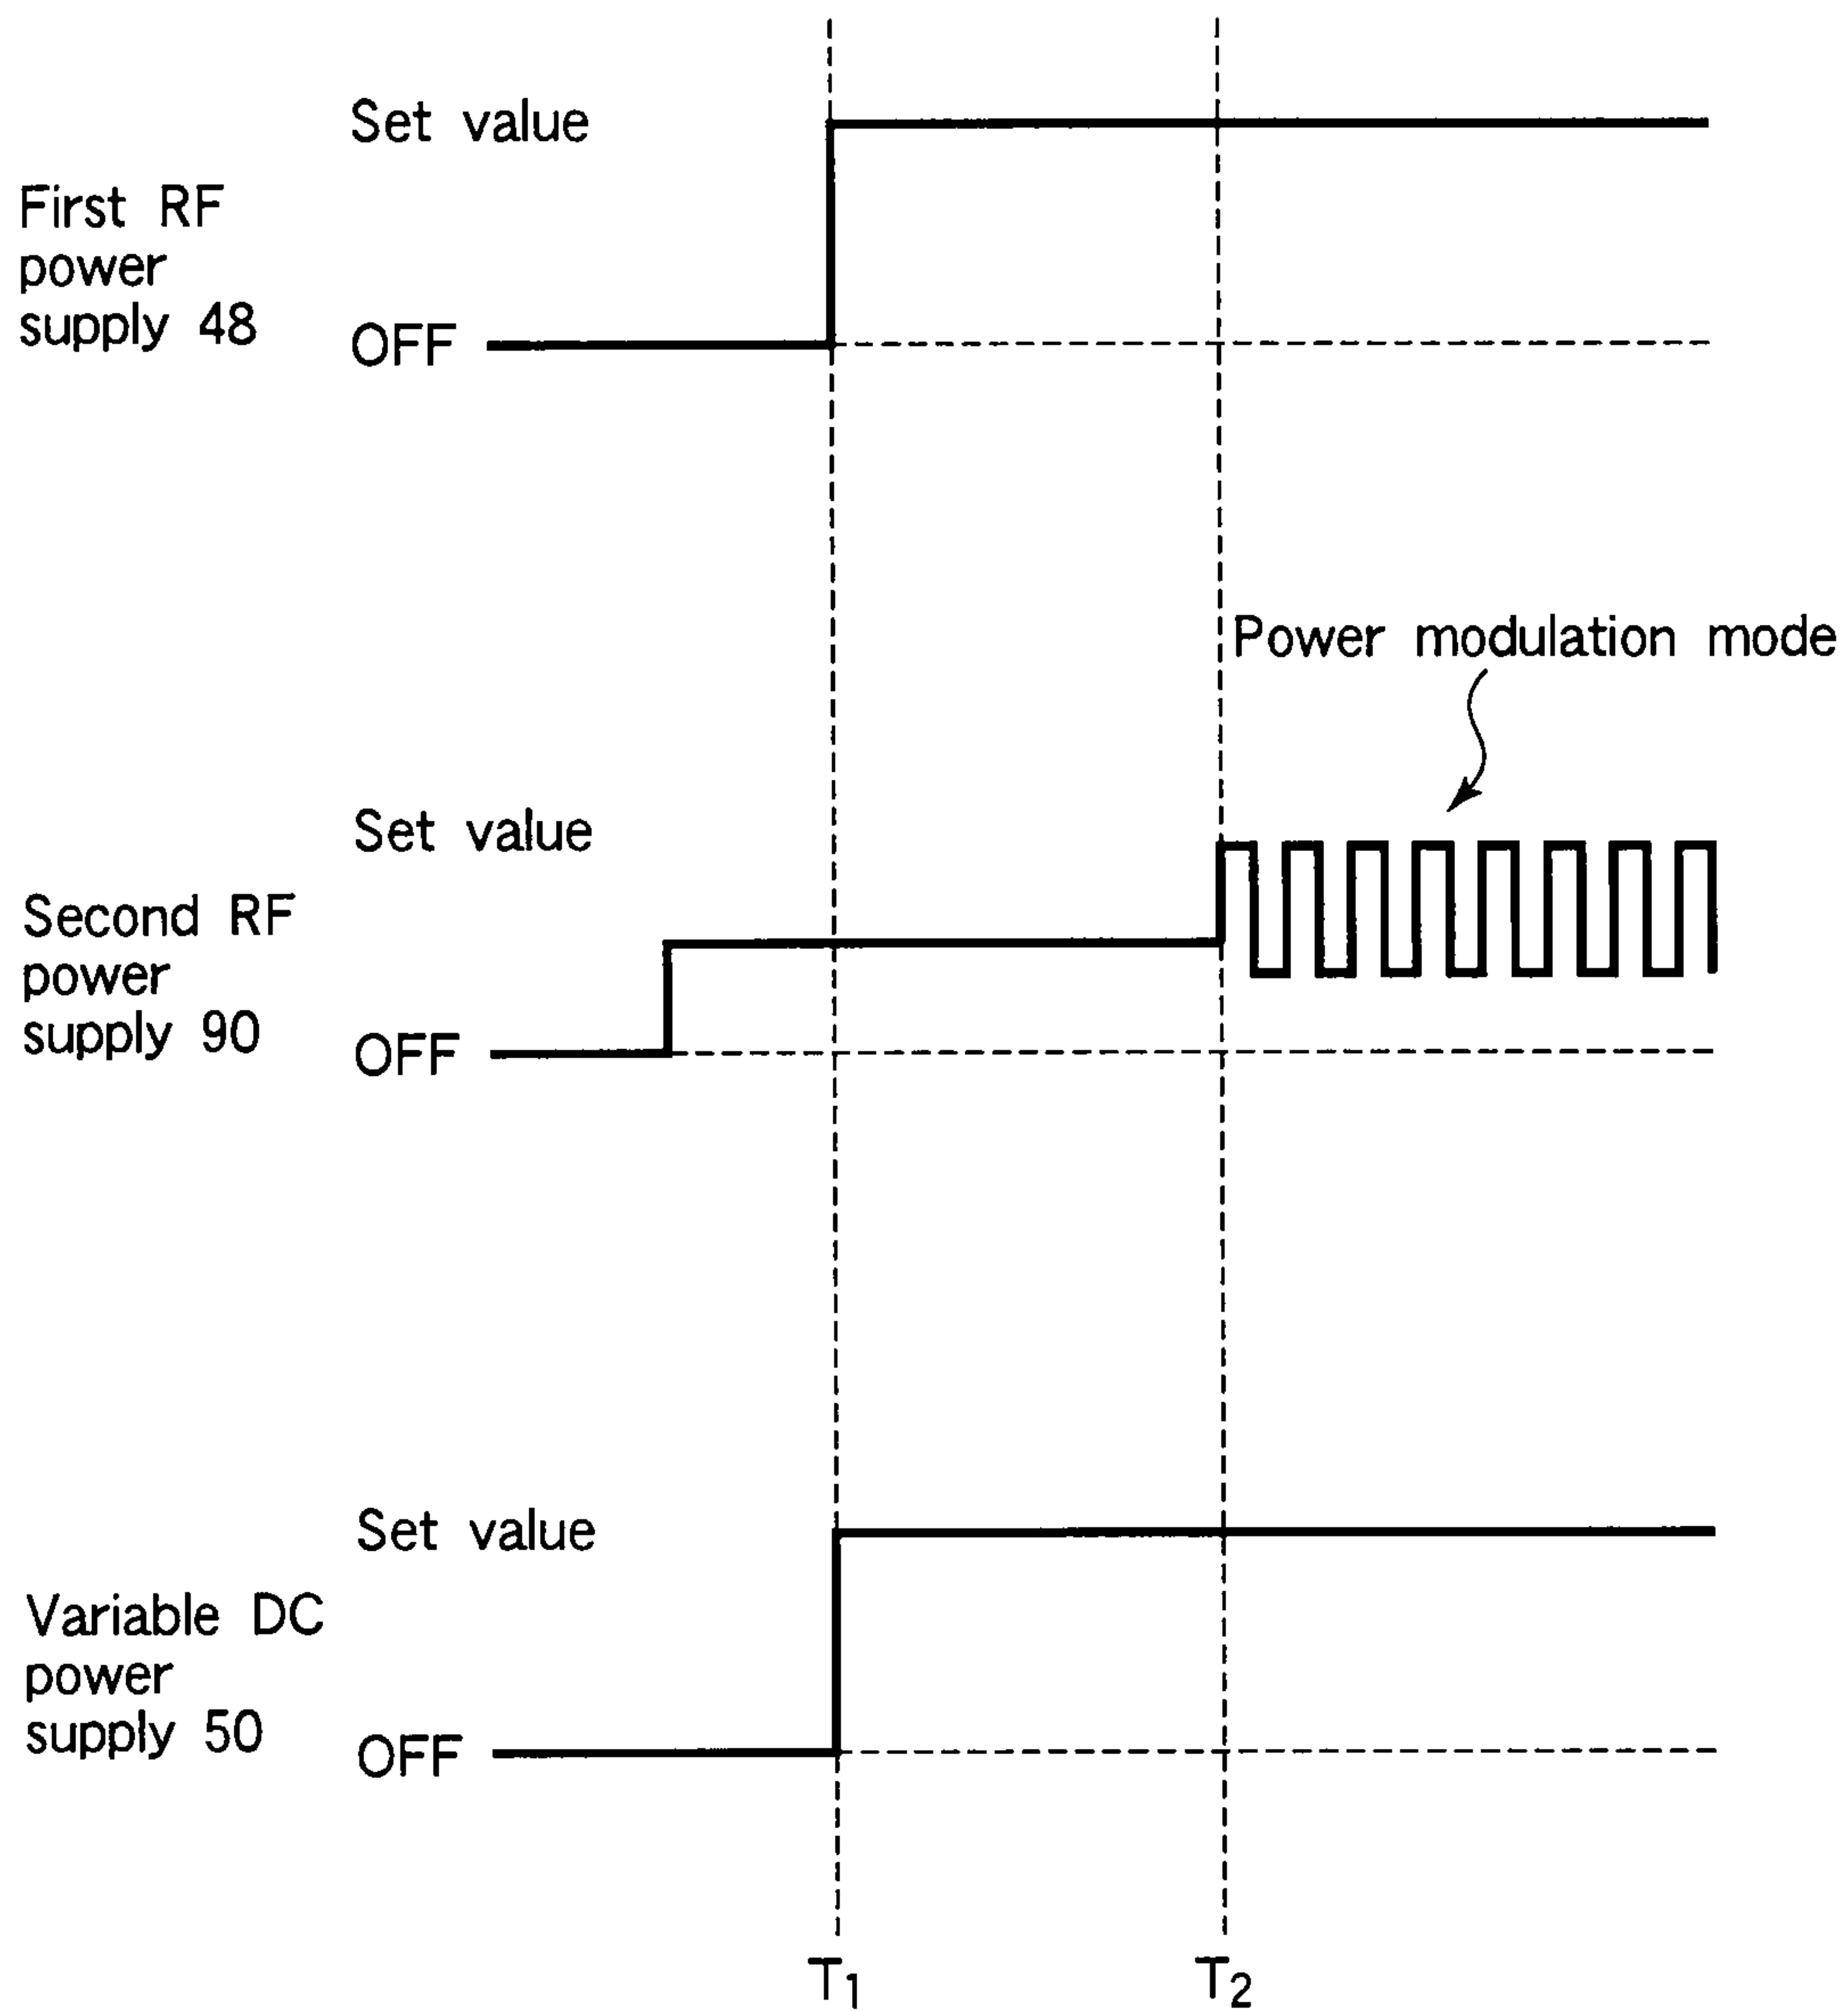 Set value
First RF
power
supply 48
OFF
Power modulation mode
Set value
Second RF
power
supply 90
OFF
Set value
Variable DC
power
supply 50
OFF
T1
T2